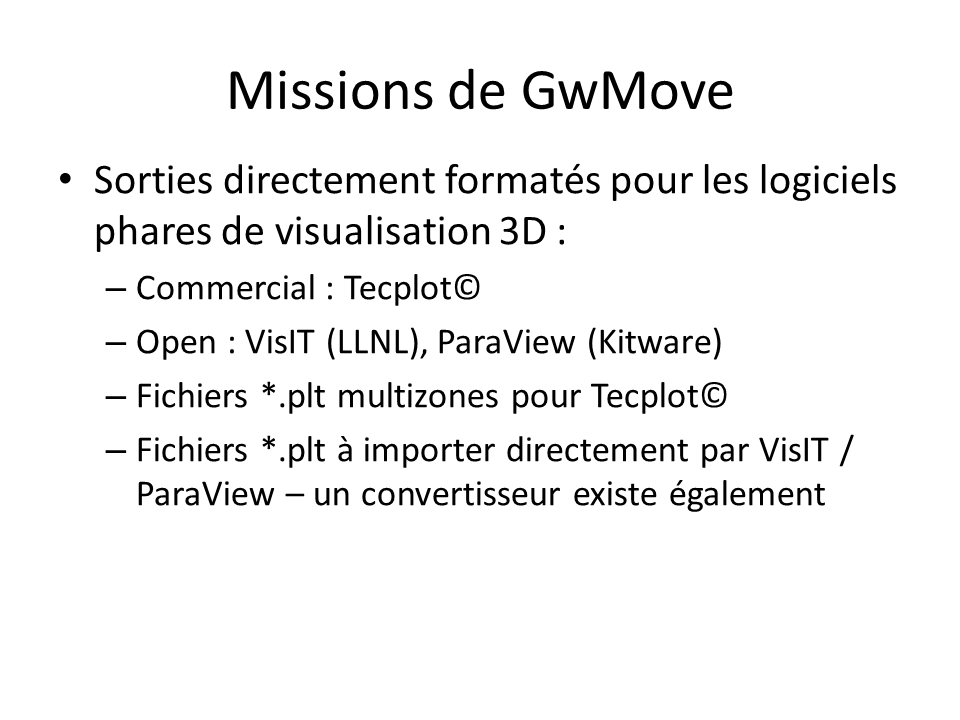 Missions de GwMove
• Sorties directement formatés pour les logiciels
phares de visualisation 3D :
– Commercial : Tecplot©
– Open : VisIT (LLNL), ParaView (Kitware)
– Fichiers *.plt multizones pour Tecplot©
– Fichiers *.plt à importer directement par VisIT /
ParaView – un convertisseur existe également